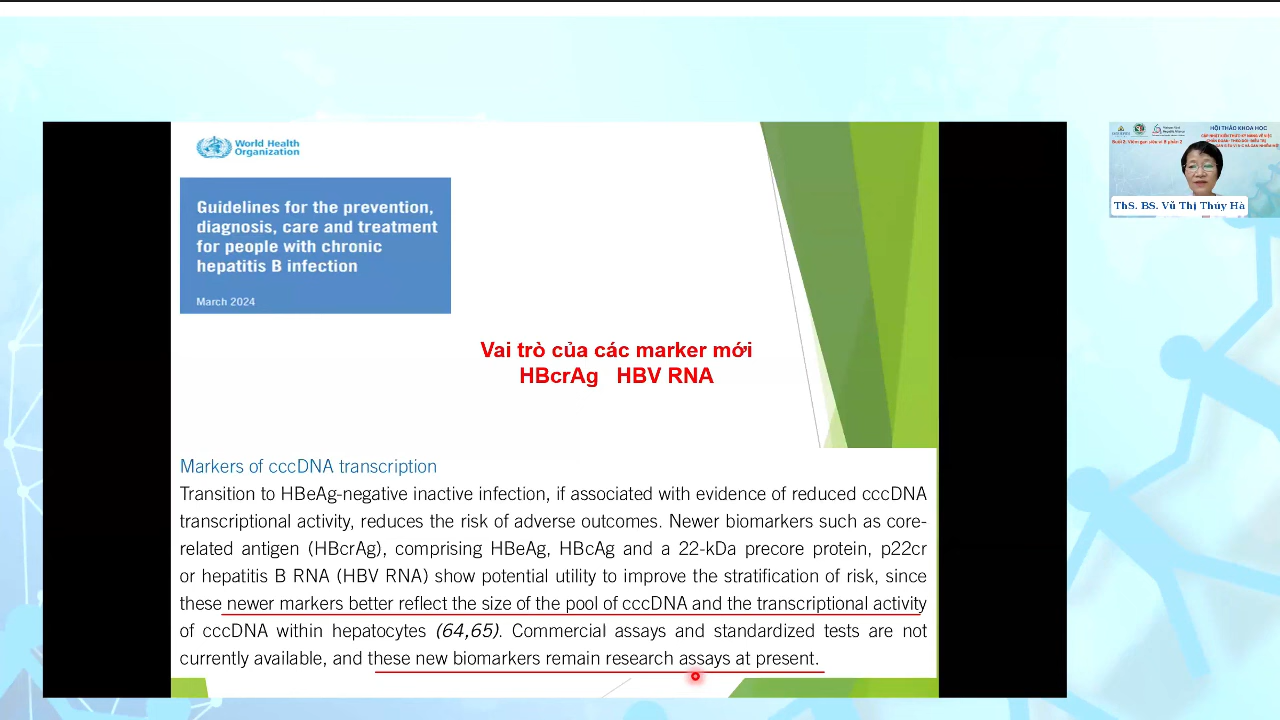 World Health
Organization
Guidelines for the prevention,
diagnosis, care and treatment
for people with chronic
hepatitis B infection
March 2024
Vai trò của các marker mới
HBcrAg HBV RNA
Markers of cccDNA transcription
Transition to HBeAg-negative inactive infection, if associated with evidence of reduced cccDNA
transcriptional activity, reduces the risk of adverse outcomes. Newer biomarkers such as core-
related antigen (HBcrAg), comprising HBeAg, HBcAg and a 22-kDa precore protein, p22cr
or hepatitis B RNA (HBV RNA) show potential utility to improve the stratification of risk, since
these newer markers better reflect the size of the pool of cccDNA and the transcriptional activity
of cccDNA within hepatocytes (64,65). Commercial assays and standardized tests are not
currently available, and these new biomarkers remain research assays at present.
HỘI THẢO KHOA HỌC
ThS. BS. Vũ Thị Thúy Hà